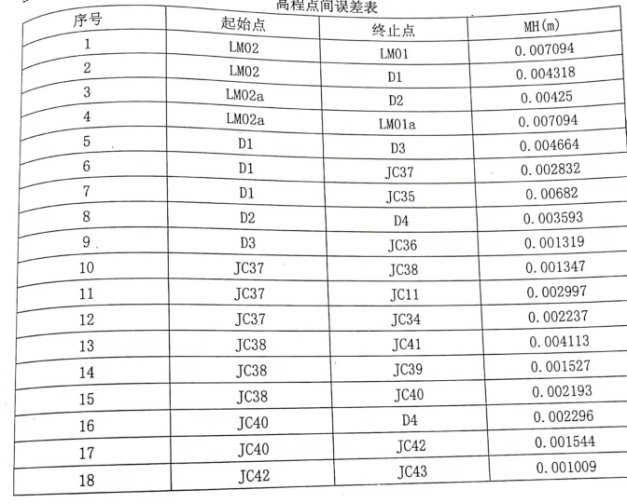 高程点间误差表
序号 起始点 终止点 MH(m)
1 LM02 LM01 0.007094
2 LM02 D1 0.004318
3 LM02a D2 0.00425
4 LM02a LM01a 0.007094
5 D1 D3 0.004664
6 D1 JC37 0.002832
7 D1 JC35 0.00682
8 D2 D4 0.003593
9 D3 JC36 0.001319
10 JC37 JC38 0.001347
11 JC37 JC11 0.002997
12 JC37 JC34 0.002237
13 JC38 JC41 0.004113
14 JC38 JC39 0.001527
15 JC38 JC40 0.002193
16 JC40 D4 0.002296
17 JC40 JC42 0.001544
18 JC42 JC43 0.001009